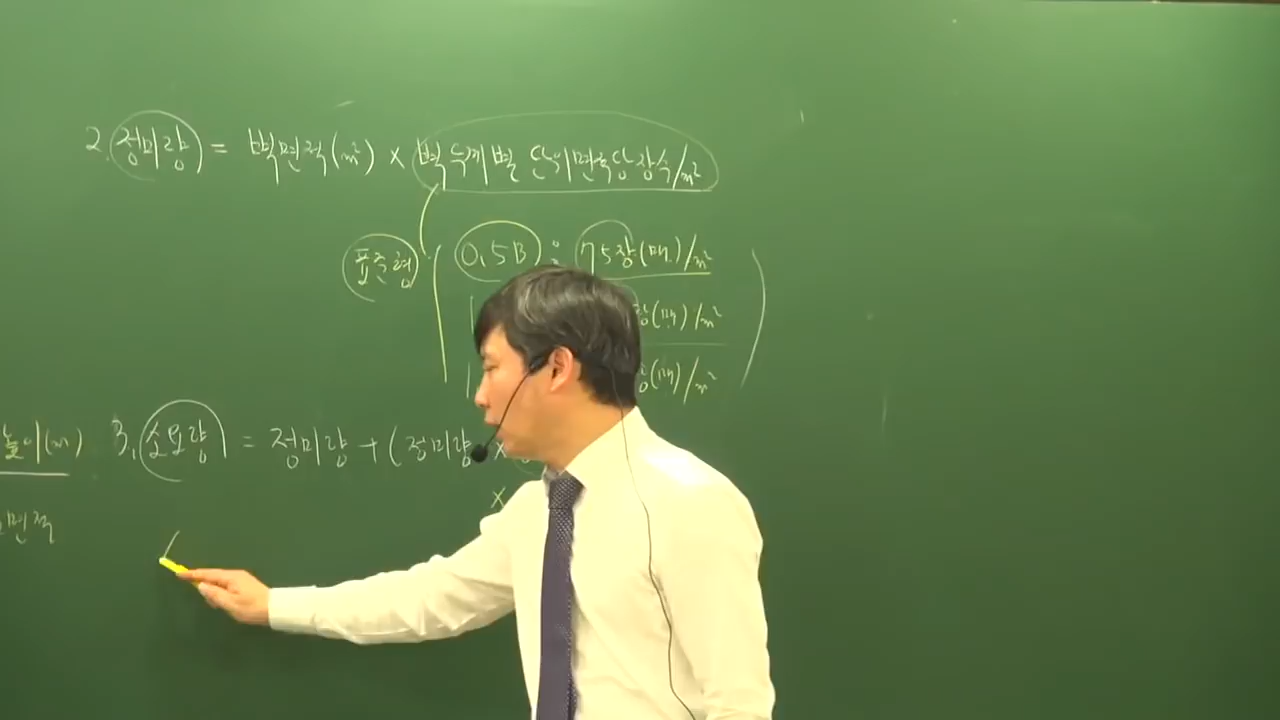 2. 정미량 = 벽면적(m²) × 벽두께별 단위면적당장수/m²
표준형 0.5B : 75장(매)/m²
장(매)/m²
장(매)/m²
높이(m)
3. 소요량 = 정미량 + (정미량 ×
×
면적